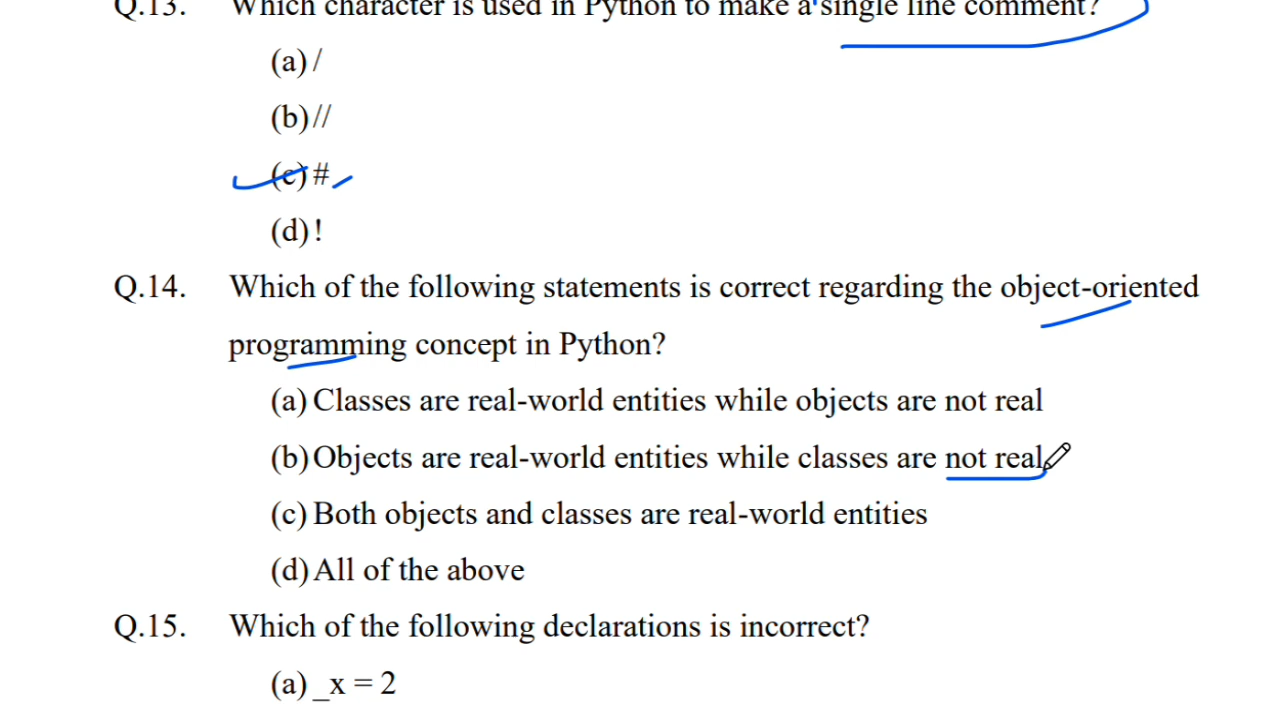 Q.13. Which character is used in Python to make a single line comment?
(a) /
(b) //
(c) #
(d) !
Q.14. Which of the following statements is correct regarding the object-oriented
programming concept in Python?
(a) Classes are real-world entities while objects are not real
(b) Objects are real-world entities while classes are not real
(c) Both objects and classes are real-world entities
(d) All of the above
Q.15. Which of the following declarations is incorrect?
(a) _x = 2